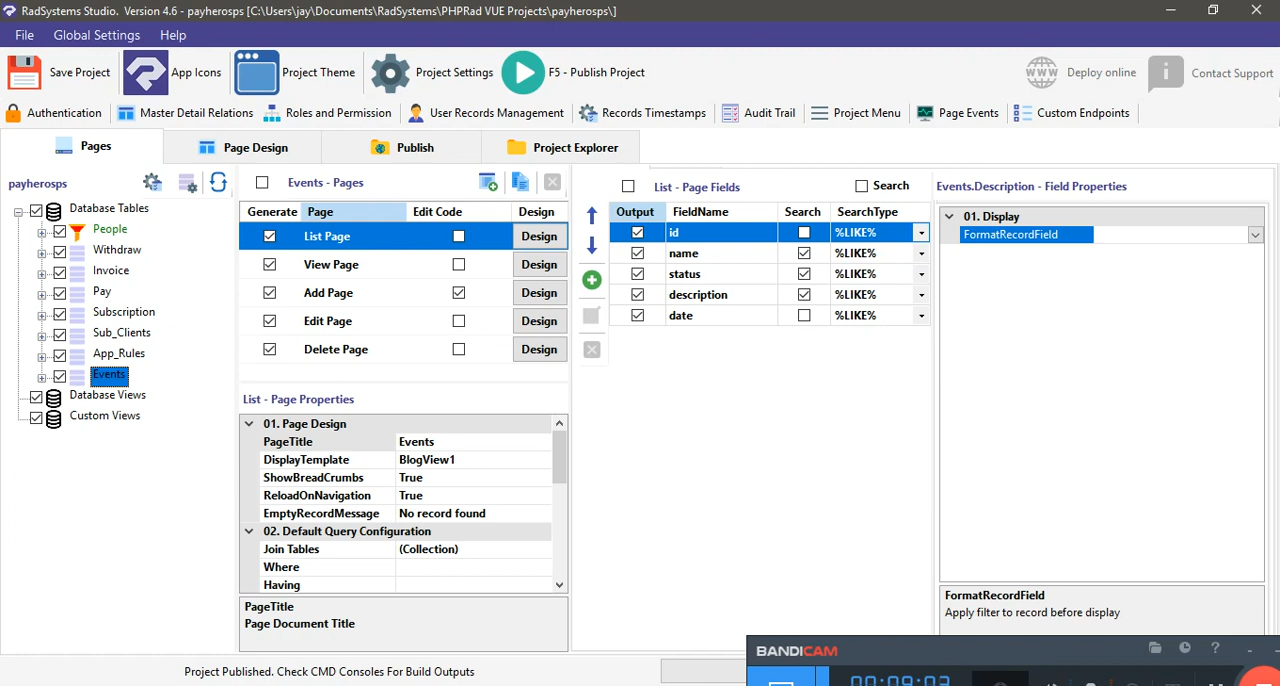 RadSystems Studio. Version 4.6 - payherosps [C:\Users\jay\Documents\RadSystems\PHPRad VUE Projects\payherosps\]
File Global Settings Help
Save Project App Icons Project Theme Project Settings F5 - Publish Project WWW Deploy online Contact Support
Authentication Master Detail Relations Roles and Permission User Records Management Records Timestamps Audit Trail Project Menu Page Events Custom Endpoints
Pages Page Design Publish Project Explorer
payherosps
Database Tables
People
Withdraw
Invoice
Pay
Subscription
Sub_Clients
App_Rules
Events
Database Views
Custom Views
Events - Pages
Generate Page Edit Code Design
List Page Design
View Page Design
Add Page Design
Edit Page Design
Delete Page Design
List - Page Properties
01. Page Design
PageTitle Events
DisplayTemplate BlogView1
ShowBreadCrumbs True
ReloadOnNavigation True
EmptyRecordMessage No record found
02. Default Query Configuration
Join Tables (Collection)
Where
Having
PageTitle
Page Document Title
List - Page Fields Search
Output FieldName Search SearchType
id %LIKE%
name %LIKE%
status %LIKE%
description %LIKE%
date %LIKE%
Events.Description - Field Properties
01. Display
FormatRecordField
FormatRecordField
Apply filter to record before display
BANDICAM
00:09:03
Project Published. Check CMD Consoles For Build Outputs